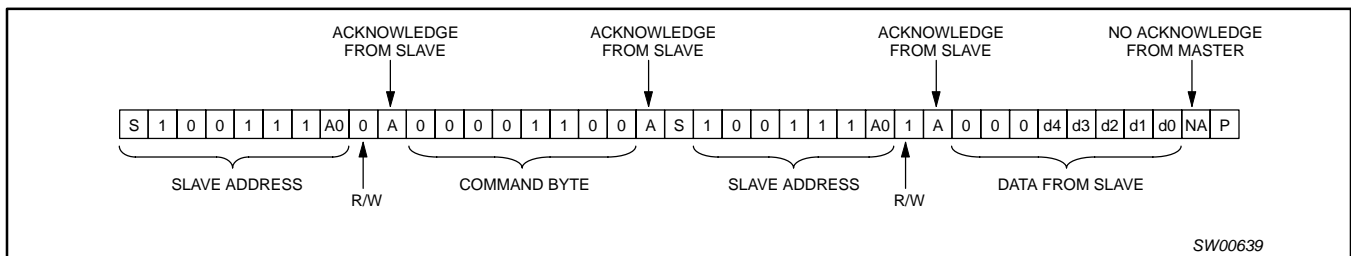 ACKNOWLEDGE
FROM SLAVE
ACKNOWLEDGE
FROM SLAVE
ACKNOWLEDGE
FROM SLAVE
NO ACKNOWLEDGE
FROM MASTER
S 1 0 0 1 1 1 A0 0 A 0 0 0 0 1 1 0 0 A S 1 0 0 1 1 1 A0 1 A 0 0 0 d4 d3 d2 d1 d0 NA P
SLAVE ADDRESS
R/W
COMMAND BYTE
SLAVE ADDRESS
R/W
DATA FROM SLAVE
SW00639